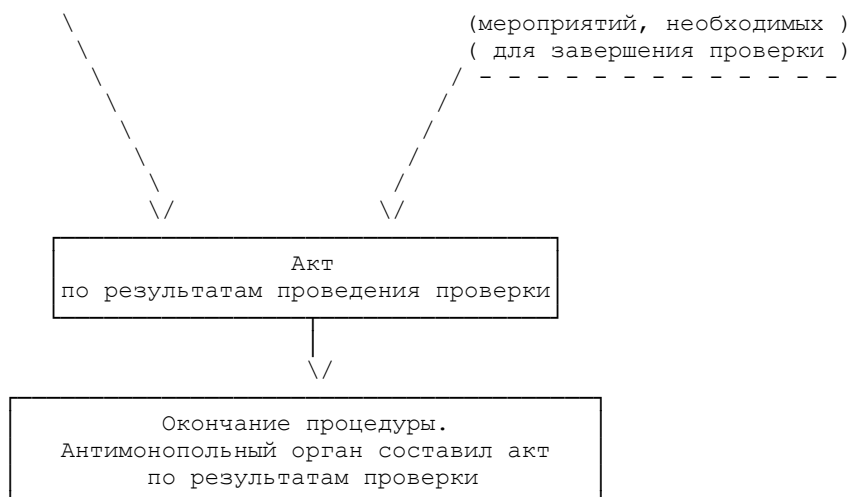 (мероприятий, необходимых )
( для завершения проверки )
Акт
по результатам проведения проверки
Окончание процедуры.
Антимонопольный орган составил акт
по результатам проверки